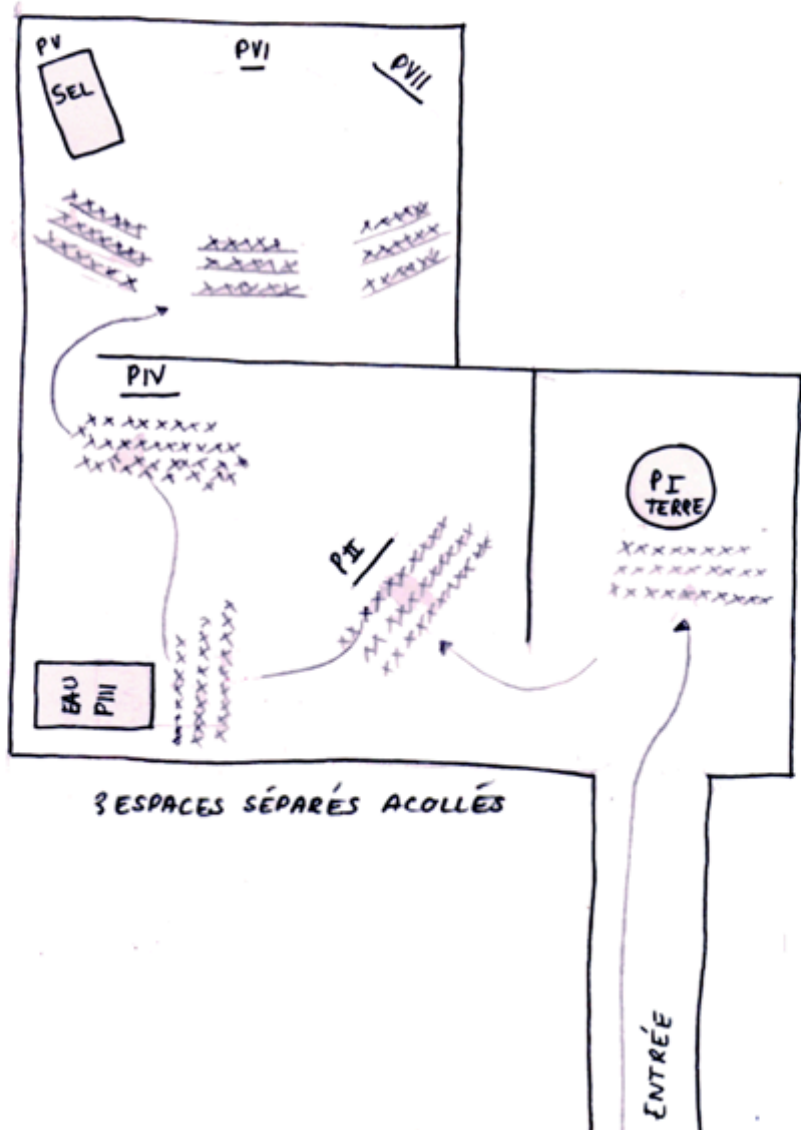 PV
PVI
PVII
SEL
PIV
PI
TERRE
PII
EAU
PIII
3 ESPACES SÉPARÉS ACOLLÉS
ENTRÉE